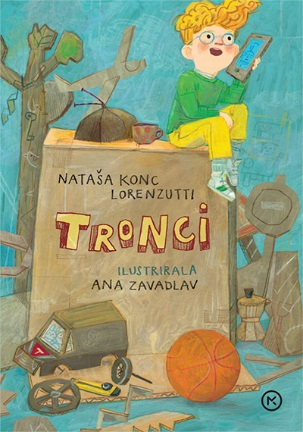 NATAŠA KONC
LORENZUTTI
TRONCI
ILUSTRIRALA
ANA ZAVADLAV